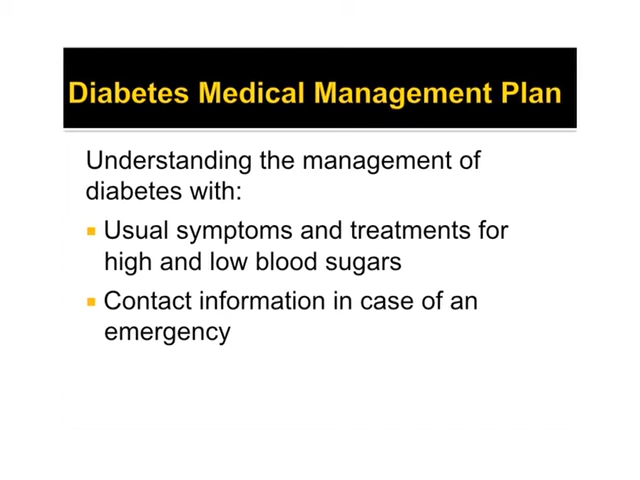 Diabetes Medical Management Plan
Understanding the management of
diabetes with:
Usual symptoms and treatments for
high and low blood sugars
Contact information in case of an
emergency